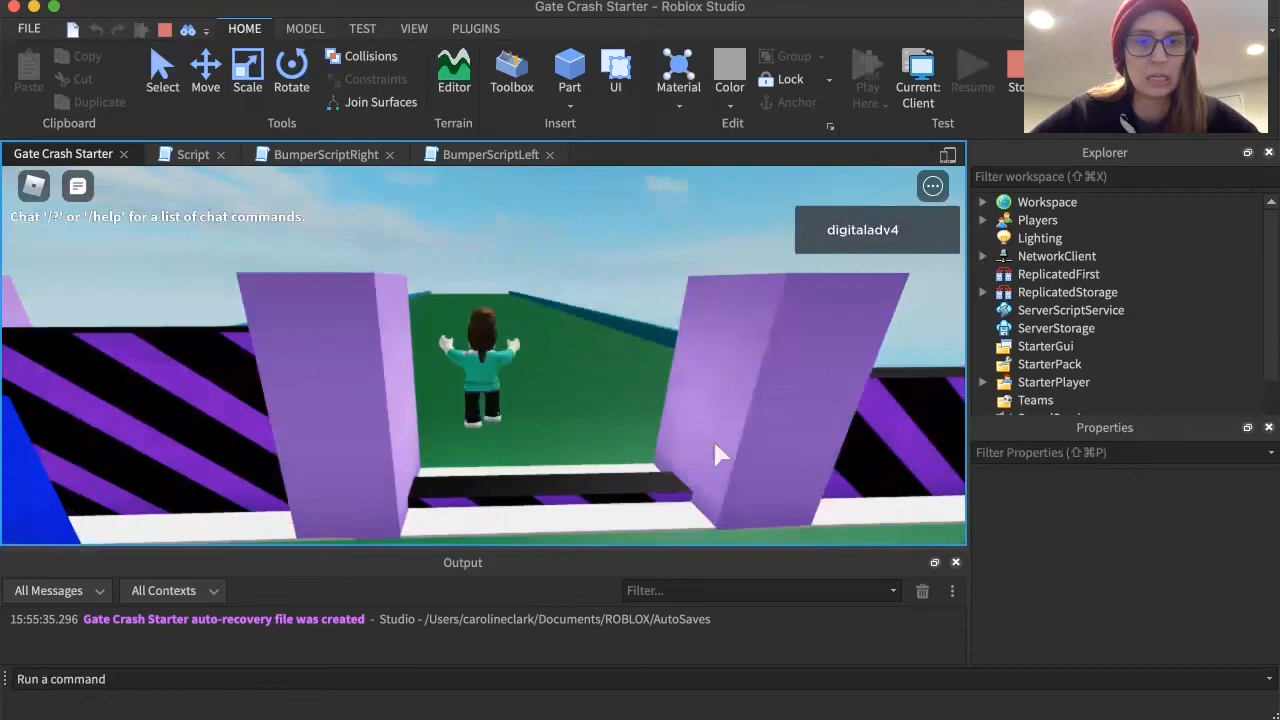 Gate Crash Starter - Roblox Studio
FILE HOME MODEL TEST VIEW PLUGINS
Paste Copy Cut Duplicate Clipboard
Select Move Scale Rotate Collisions Constraints Join Surfaces Tools
Editor Terrain
Toolbox Part UI Insert
Material Color Group Lock Anchor Edit
Play Here Current: Client Resume Test
Gate Crash Starter Script BumperScriptRight BumperScriptLeft
Chat '/?' or '/help' for a list of chat commands.
digitaladv4
Explorer
Filter workspace (⇧⌘X)
Workspace
Players
Lighting
NetworkClient
ReplicatedFirst
ReplicatedStorage
ServerScriptService
ServerStorage
StarterGui
StarterPack
StarterPlayer
Teams
Properties
Filter Properties (⇧⌘P)
Output
All Messages All Contexts Filter...
15:55:35.296 Gate Crash Starter auto-recovery file was created - Studio - /Users/carolineclark/Documents/ROBLOX/AutoSaves
Run a command